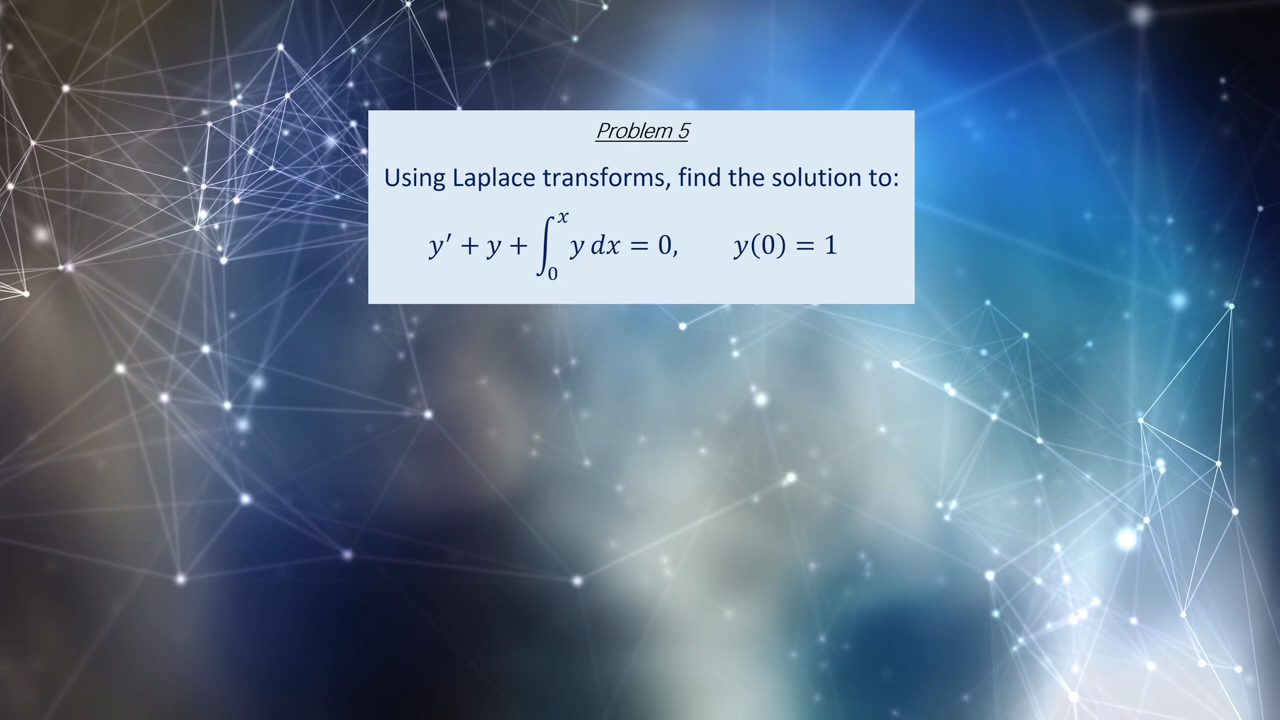 Problem 5
Using Laplace transforms, find the solution to:
y′ + y + ∫₀ˣ y dx = 0, y(0) = 1